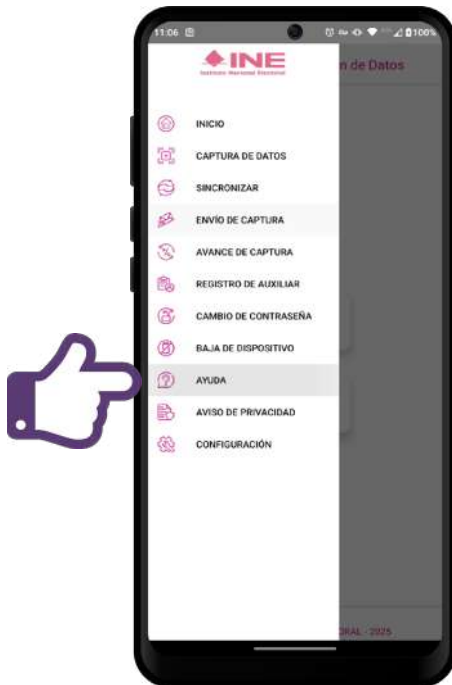 11:06
100%
INE
Instituto Nacional Electoral
n de Datos
INICIO
CAPTURA DE DATOS
SINCRONIZAR
ENVÍO DE CAPTURA
AVANCE DE CAPTURA
REGISTRO DE AUXILIAR
CAMBIO DE CONTRASEÑA
BAJA DE DISPOSITIVO
AYUDA
AVISO DE PRIVACIDAD
CONFIGURACIÓN
ORAL - 2025